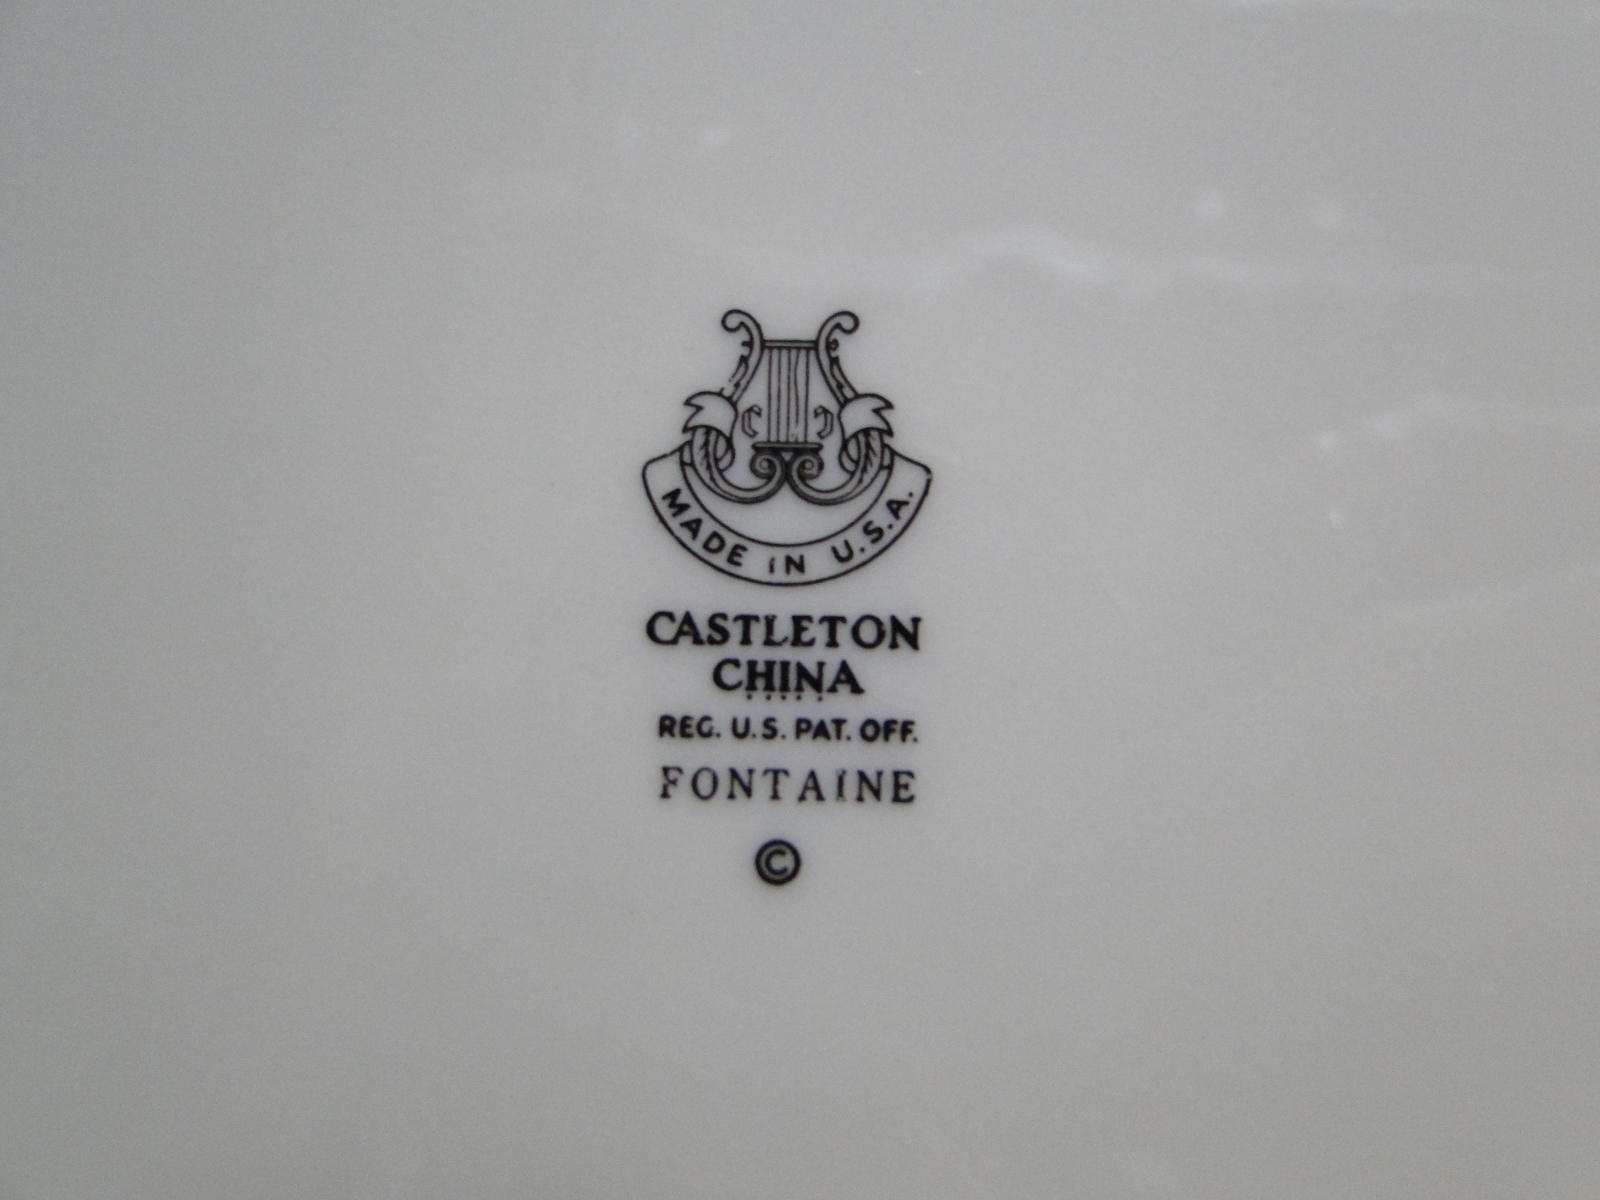 MADE IN U.S.A.
CASTLETON
CHINA
REG. U.S. PAT. OFF.
FONTAINE
©